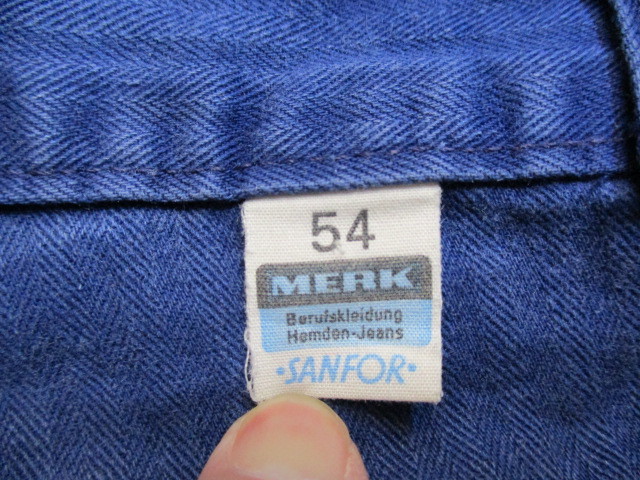 54
MERK
Berufskleidung
Hemden-Jeans
·SANFOR·